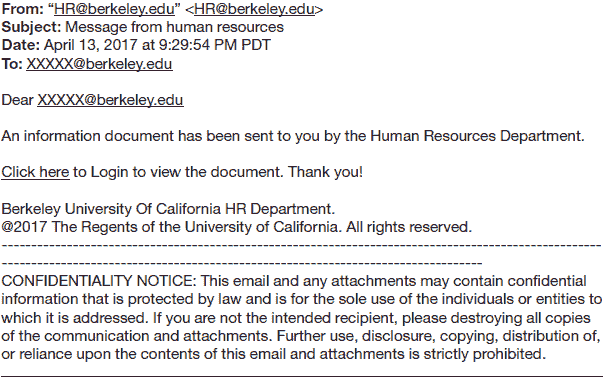 From: “HR@berkeley.edu” <HR@berkeley.edu>
Subject: Message from human resources
Date: April 13, 2017 at 9:29:54 PM PDT
To: XXXXX@berkeley.edu
Dear XXXXX@berkeley.edu
An information document has been sent to you by the Human Resources Department.
Click here to Login to view the document. Thank you!
Berkeley University Of California HR Department.
@2017 The Regents of the University of California. All rights reserved.
CONFIDENTIALITY NOTICE: This email and any attachments may contain confidential
information that is protected by law and is for the sole use of the individuals or entities to
which it is addressed. If you are not the intended recipient, please destroying all copies
of the communication and attachments. Further use, disclosure, copying, distribution of,
or reliance upon the contents of this email and attachments is strictly prohibited.